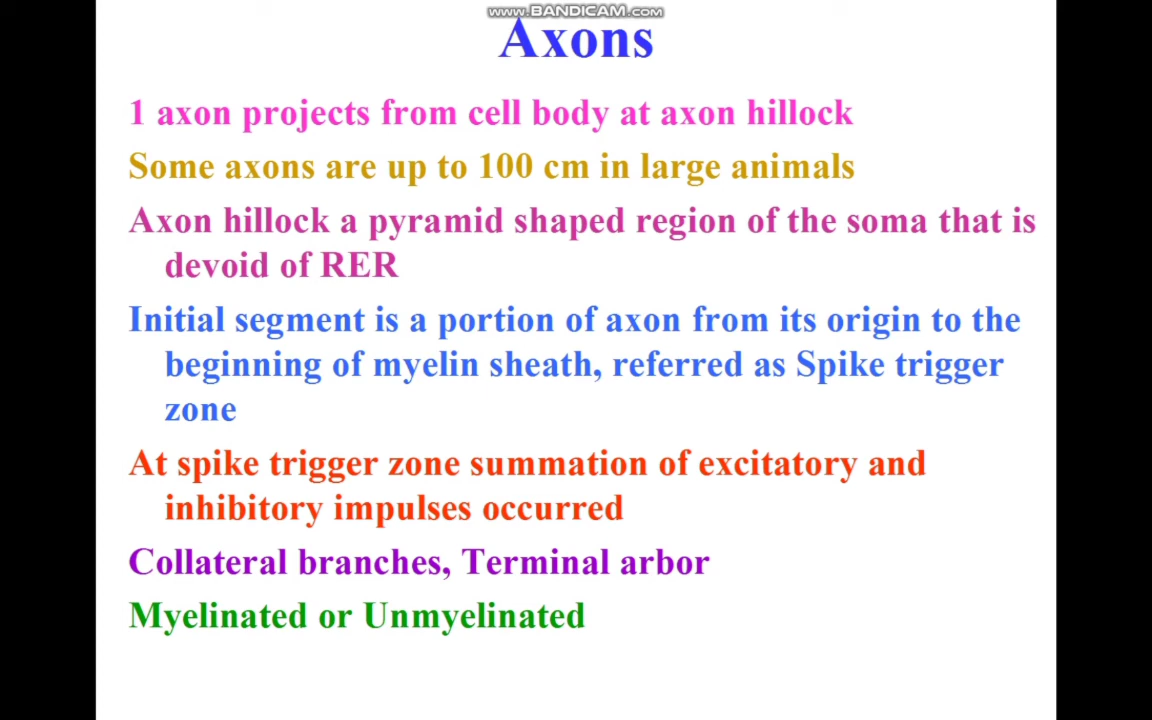 www.BANDICAM.com
Axons
1 axon projects from cell body at axon hillock
Some axons are up to 100 cm in large animals
Axon hillock a pyramid shaped region of the soma that is
devoid of RER
Initial segment is a portion of axon from its origin to the
beginning of myelin sheath, referred as Spike trigger
zone
At spike trigger zone summation of excitatory and
inhibitory impulses occurred
Collateral branches, Terminal arbor
Myelinated or Unmyelinated